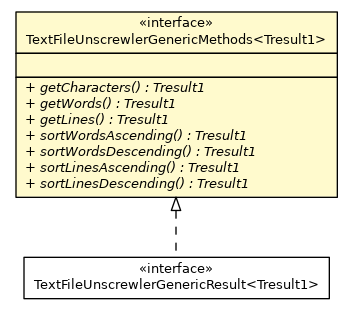 «interface»
TextFileUnscrewlerGenericMethods<Tresult1>
+ getCharacters() : Tresult1
+ getWords() : Tresult1
+ getLines() : Tresult1
+ sortWordsAscending() : Tresult1
+ sortWordsDescending() : Tresult1
+ sortLinesAscending() : Tresult1
+ sortLinesDescending() : Tresult1
«interface»
TextFileUnscrewlerGenericResult<Tresult1>